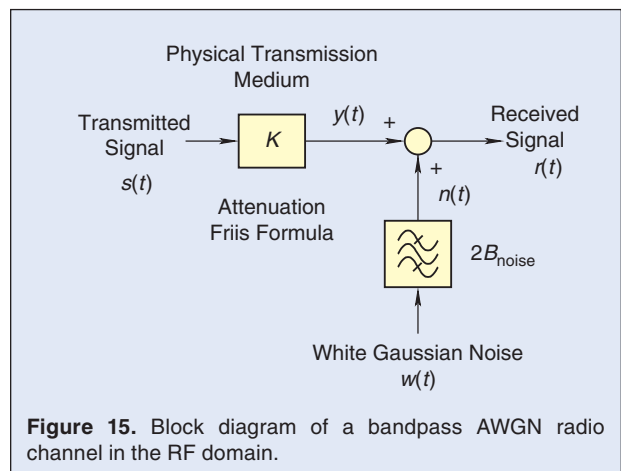 Physical Transmission
Medium
Transmitted
Signal
s(t)
K
y(t)
+
Received
Signal
r(t)
+
n(t)
Attenuation
Friis Formula
2B_noise
White Gaussian Noise
w(t)
Figure 15. Block diagram of a bandpass AWGN radio
channel in the RF domain.